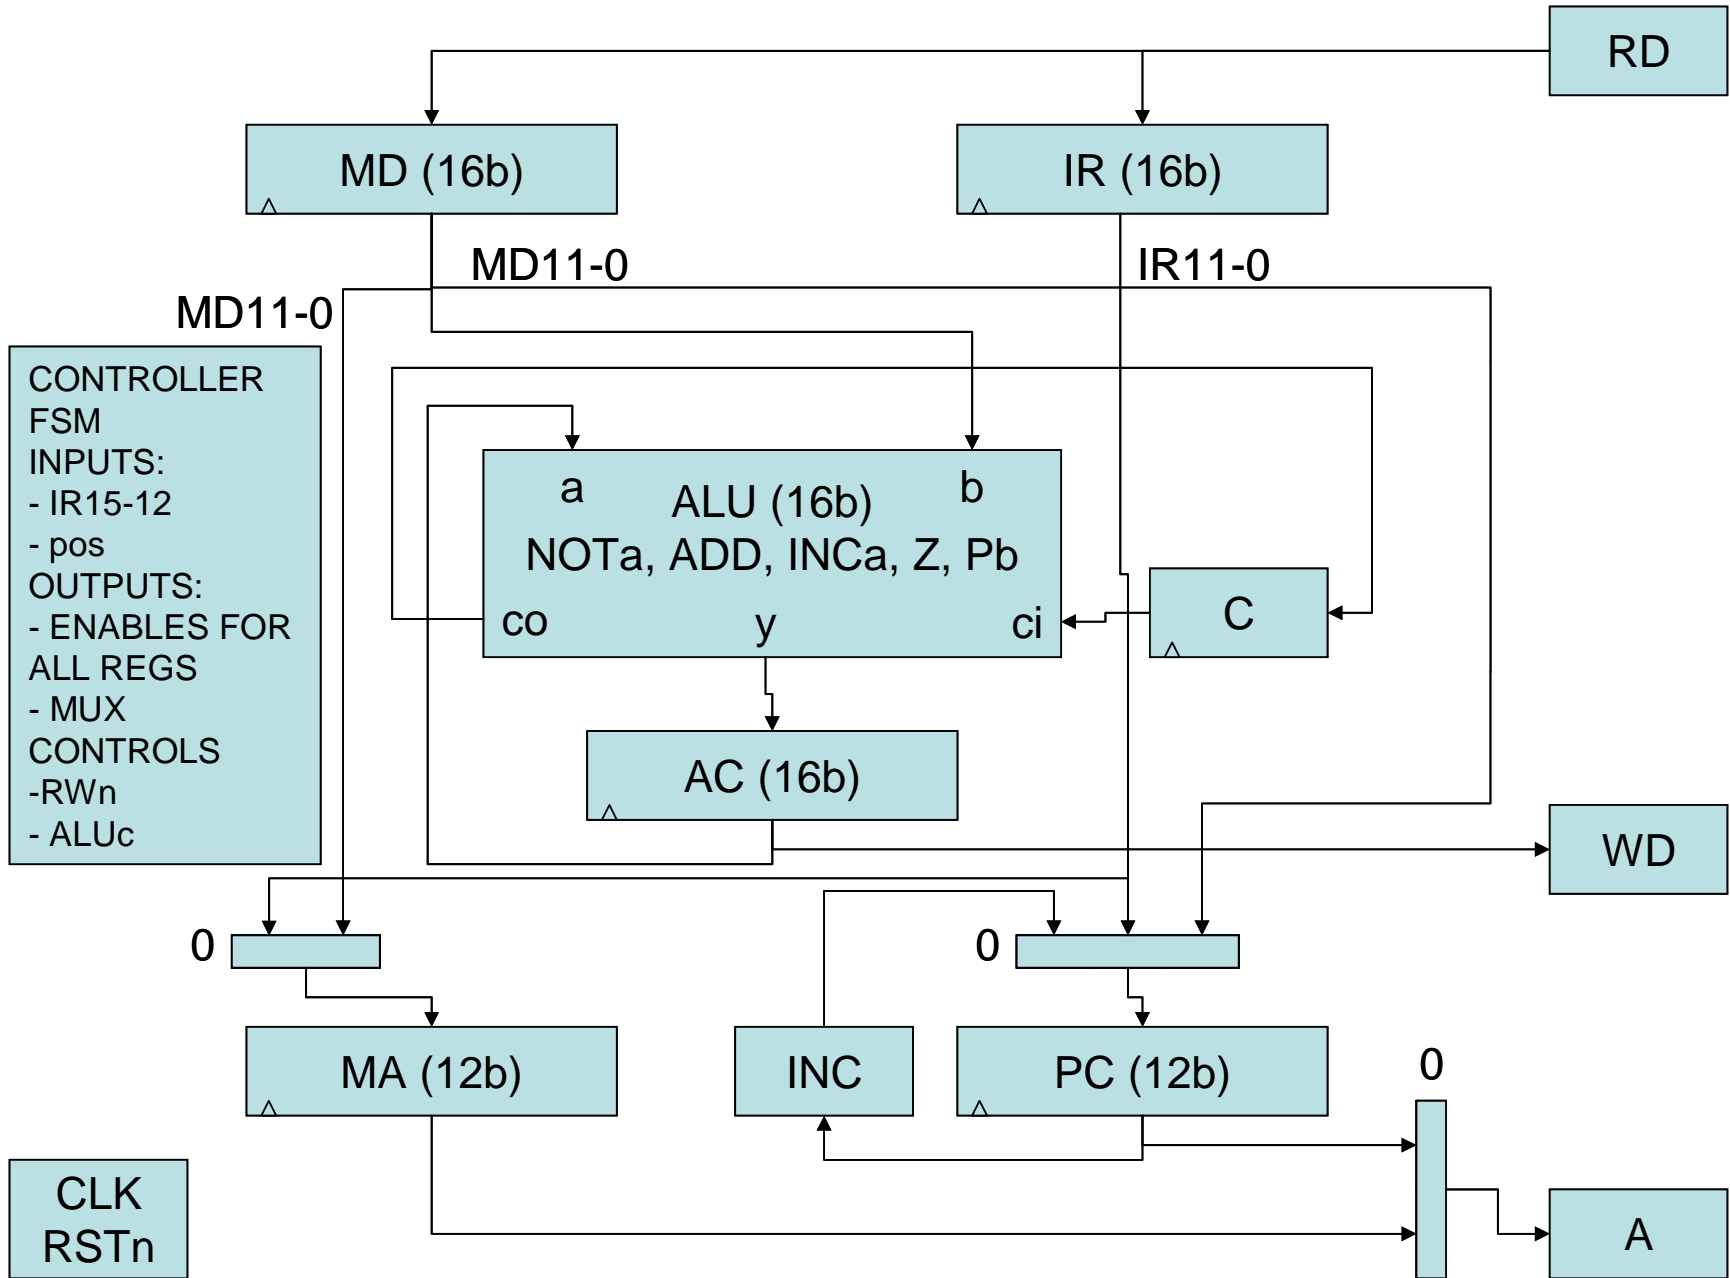 RD
MD (16b)
IR (16b)
MD11-0
IR11-0
MD11-0
CONTROLLER
FSM
INPUTS:
- IR15-12
- pos
OUTPUTS:
- ENABLES FOR
ALL REGS
- MUX
CONTROLS
-RWn
- ALUc
a
b
ALU (16b)
NOTa, ADD, INCa, Z, Pb
co
y
ci
C
AC (16b)
WD
0
0
MA (12b)
INC
PC (12b)
0
CLK
RSTn
A